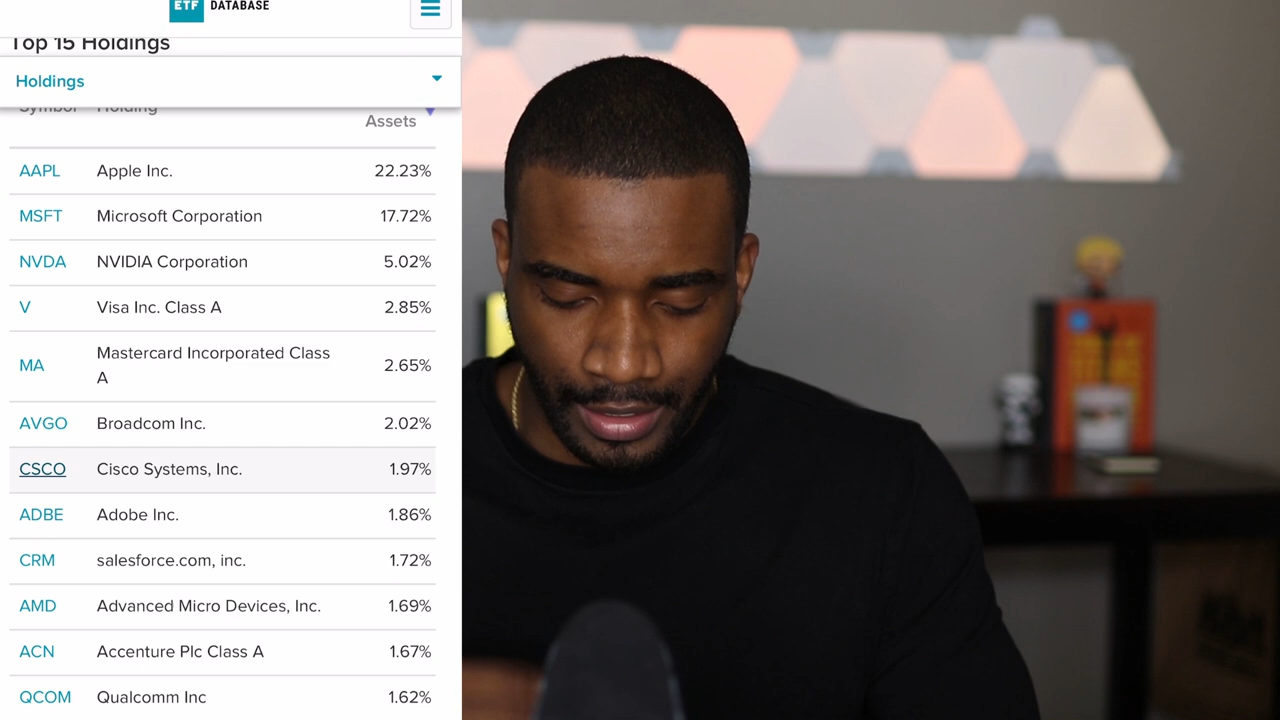 ETF DATABASE
Top 15 Holdings
Holdings
Symbol Holding
Assets
AAPL Apple Inc. 22.23%
MSFT Microsoft Corporation 17.72%
NVDA NVIDIA Corporation 5.02%
V Visa Inc. Class A 2.85%
MA Mastercard Incorporated Class A 2.65%
AVGO Broadcom Inc. 2.02%
CSCO Cisco Systems, Inc. 1.97%
ADBE Adobe Inc. 1.86%
CRM salesforce.com, inc. 1.72%
AMD Advanced Micro Devices, Inc. 1.69%
ACN Accenture Plc Class A 1.67%
QCOM Qualcomm Inc 1.62%